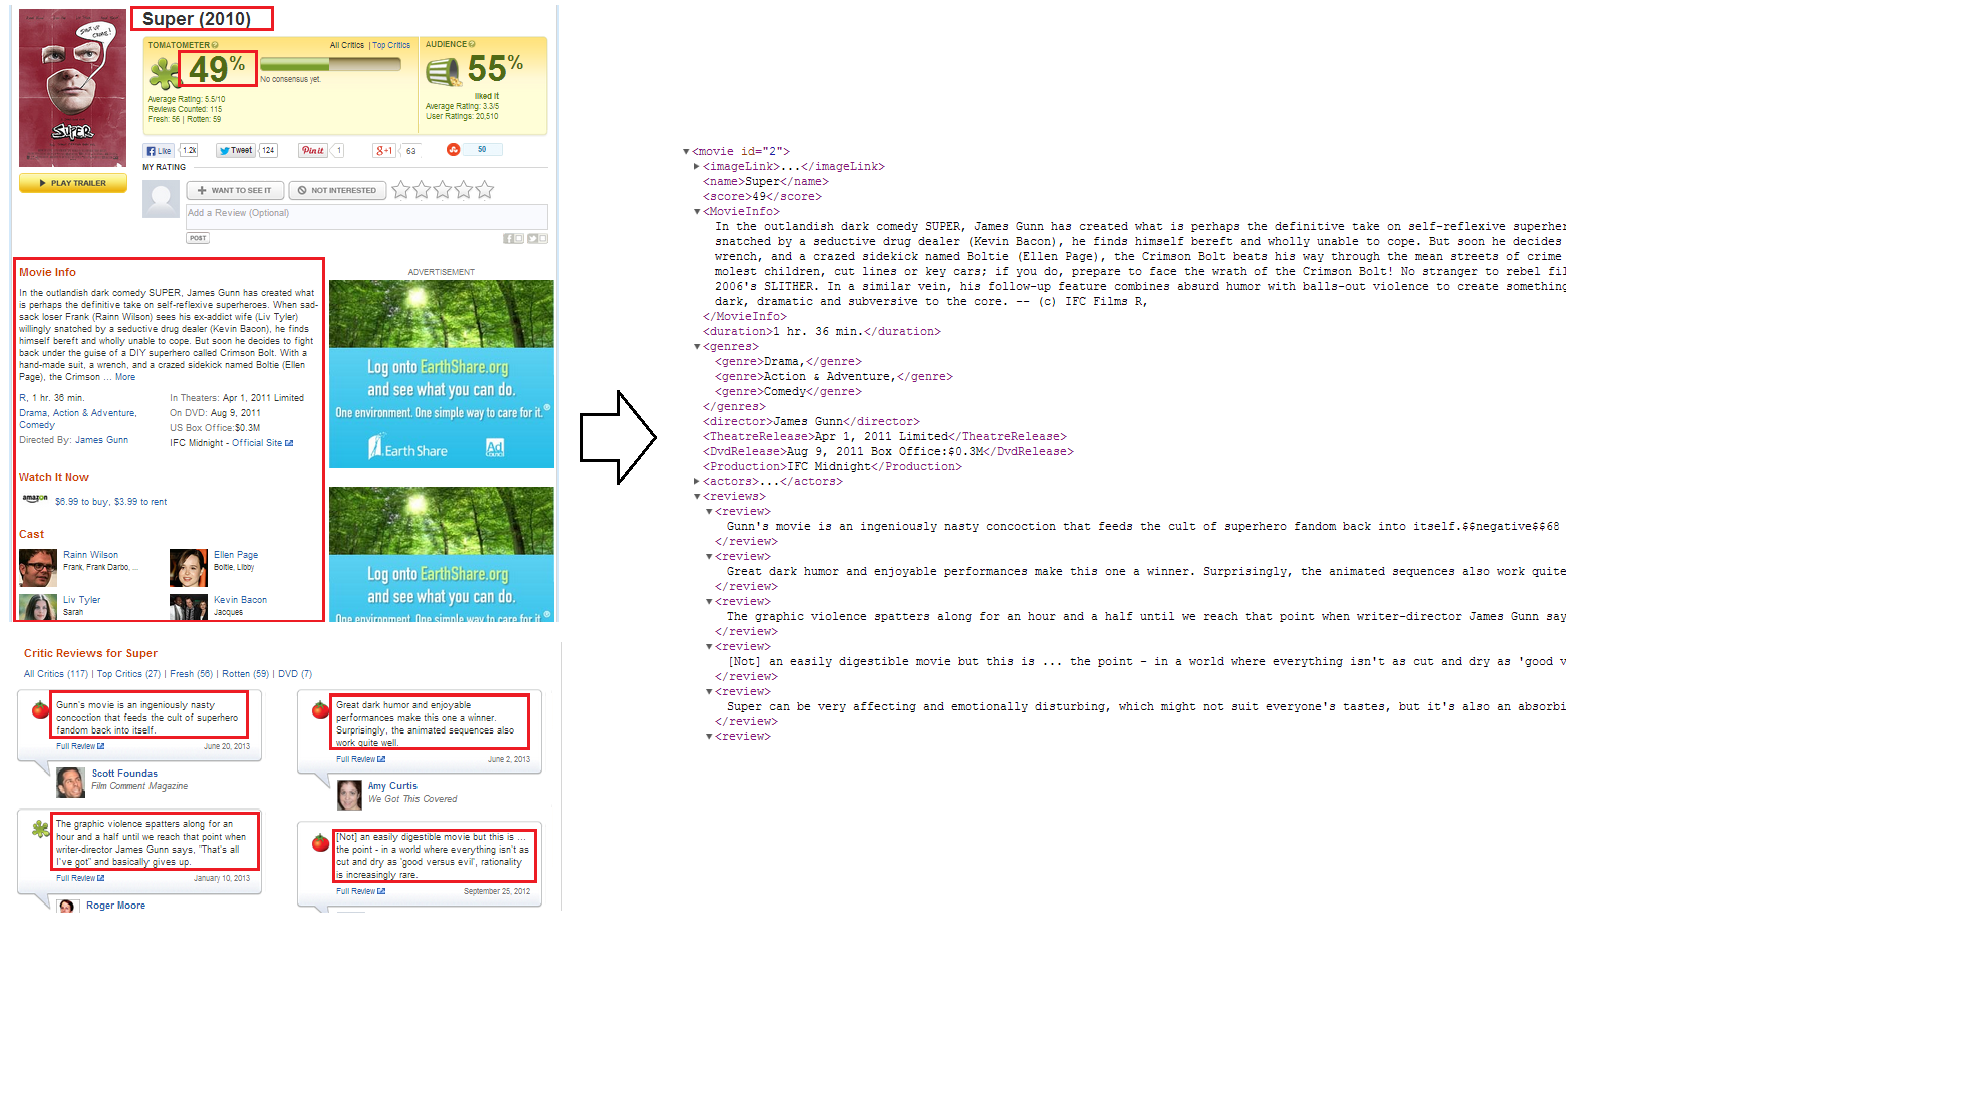 SHUT UP
CRIME!
SUPER
PLAY TRAILER
Super (2010)
TOMATOMETER
All Critics | Top Critics
49%
No consensus yet.
Average Rating: 5.5/10
Reviews Counted: 115
Fresh: 56 | Rotten: 59
AUDIENCE
55%
liked it
Average Rating: 3.3/5
User Ratings: 20,510
Like 1.2k Tweet 124 Pin it 1 +1 63 50
MY RATING
WANT TO SEE IT NOT INTERESTED
Add a Review (Optional)
POST
Movie Info
In the outlandish dark comedy SUPER, James Gunn has created what
is perhaps the definitive take on self-reflexive superheroes. When sad-
sack loser Frank (Rainn Wilson) sees his ex-addict wife (Liv Tyler)
willingly snatched by a seductive drug dealer (Kevin Bacon), he finds
himself bereft and wholly unable to cope. But soon he decides to fight
back under the guise of a DIY superhero called Crimson Bolt. With a
hand-made suit, a wrench, and a crazed sidekick named Boltie (Ellen
Page), the Crimson ... More
R, 1 hr. 36 min.
Drama, Action & Adventure,
Comedy
Directed By: James Gunn
In Theaters: Apr 1, 2011 Limited
On DVD: Aug 9, 2011
US Box Office:$0.3M
IFC Midnight - Official Site
Watch It Now
amazon $6.99 to buy, $3.99 to rent
Cast
Rainn Wilson
Frank, Frank Darbo, ...
Ellen Page
Boltie, Libby
Liv Tyler
Sarah
Kevin Bacon
Jacques
ADVERTISEMENT
Log onto EarthShare.org
and see what you can do.
One environment. One simple way to care for it.®
Earth Share
Ad
COUNCIL
Log onto EarthShare.org
and see what you can do.
One environment. One simple way to care for it.®
Critic Reviews for Super
All Critics (117) | Top Critics (27) | Fresh (56) | Rotten (59) | DVD (7)
Gunn's movie is an ingeniously nasty
concoction that feeds the cult of superhero
fandom back into itself.
Full Review June 20, 2013
Scott Foundas
Film Comment Magazine
Great dark humor and enjoyable
performances make this one a winner.
Surprisingly, the animated sequences also
work quite well.
Full Review June 2, 2013
Amy Curtis
We Got This Covered
The graphic violence spatters along for an
hour and a half until we reach that point when
writer-director James Gunn says, "That's all
I've got" and basically gives up.
Full Review January 10, 2013
Roger Moore
[Not] an easily digestible movie but this is ...
the point - in a world where everything isn't as
cut and dry as 'good versus evil', rationality
is increasingly rare.
Full Review September 25, 2012
<movie id="2">
<imageLink>...</imageLink>
<name>Super</name>
<score>49</score>
<MovieInfo>
In the outlandish dark comedy SUPER, James Gunn has created what is perhaps the definitive take on self-reflexive superher
snatched by a seductive drug dealer (Kevin Bacon), he finds himself bereft and wholly unable to cope. But soon he decides
wrench, and a crazed sidekick named Boltie (Ellen Page), the Crimson Bolt beats his way through the mean streets of crime
molest children, cut lines or key cars; if you do, prepare to face the wrath of the Crimson Bolt! No stranger to rebel fil
2006's SLITHER. In a similar vein, his follow-up feature combines absurd humor with balls-out violence to create something
dark, dramatic and subversive to the core. -- (c) IFC Films R,
</MovieInfo>
<duration>1 hr. 36 min.</duration>
<genres>
<genre>Drama,</genre>
<genre>Action & Adventure,</genre>
<genre>Comedy</genre>
</genres>
<director>James Gunn</director>
<TheatreRelease>Apr 1, 2011 Limited</TheatreRelease>
<DvdRelease>Aug 9, 2011 Box Office:$0.3M</DvdRelease>
<Production>IFC Midnight</Production>
<actors>...</actors>
<reviews>
<review>
Gunn's movie is an ingeniously nasty concoction that feeds the cult of superhero fandom back into itself.$$negative$$68
</review>
<review>
Great dark humor and enjoyable performances make this one a winner. Surprisingly, the animated sequences also work quite
</review>
<review>
The graphic violence spatters along for an hour and a half until we reach that point when writer-director James Gunn say
</review>
<review>
[Not] an easily digestible movie but this is ... the point - in a world where everything isn't as cut and dry as 'good v
</review>
<review>
Super can be very affecting and emotionally disturbing, which might not suit everyone's tastes, but it's also an absorbi
</review>
<review>